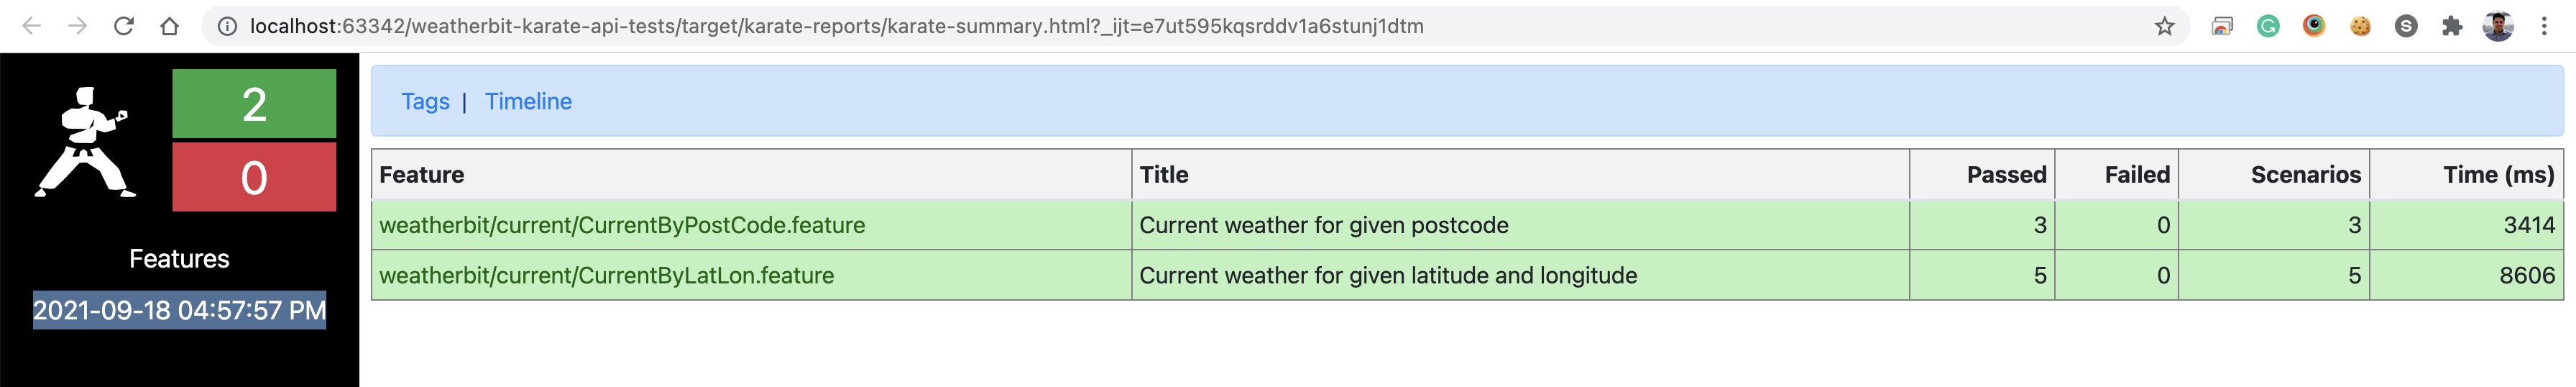 localhost:63342/weatherbit-karate-api-tests/target/karate-reports/karate-summary.html?_ijt=e7ut595kqsrddv1a6stunj1dtm
2
0
Features
2021-09-18 04:57:57 PM
Tags | Timeline
Feature Title Passed Failed Scenarios Time (ms)
weatherbit/current/CurrentByPostCode.feature Current weather for given postcode 3 0 3 3414
weatherbit/current/CurrentByLatLon.feature Current weather for given latitude and longitude 5 0 5 8606